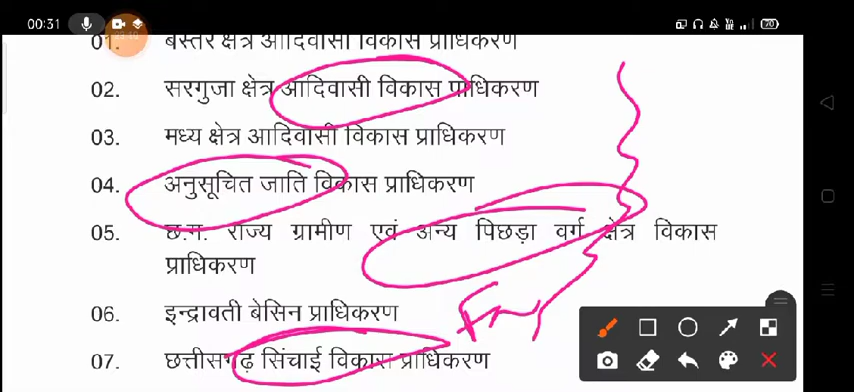 00:31
70
01. बस्तर क्षेत्र आदिवासी विकास प्राधिकरण
02. सरगुजा क्षेत्र आदिवासी विकास प्राधिकरण
03. मध्य क्षेत्र आदिवासी विकास प्राधिकरण
04. अनुसूचित जाति विकास प्राधिकरण
05. छ.ग. राज्य ग्रामीण एवं अन्य पिछड़ा वर्ग क्षेत्र विकास
प्राधिकरण
06. इन्द्रावती बेसिन प्राधिकरण
07. छत्तीसगढ़ सिंचाई विकास प्राधिकरण